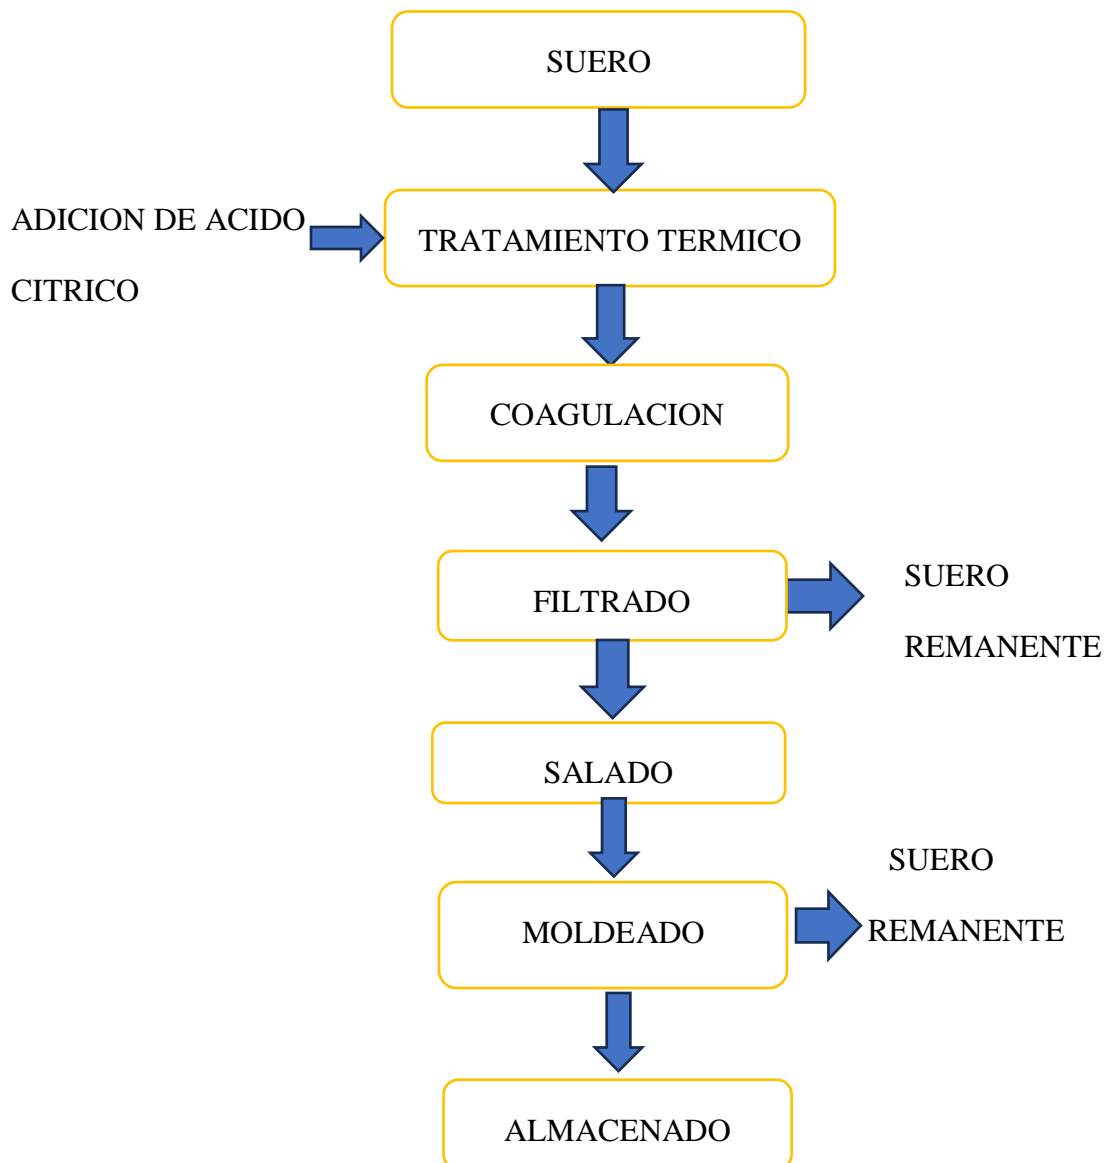 SUERO
ADICION DE ACIDO
CITRICO
TRATAMIENTO TERMICO
COAGULACION
FILTRADO
SUERO
REMANENTE
SALADO
MOLDEADO
SUERO
REMANENTE
ALMACENADO